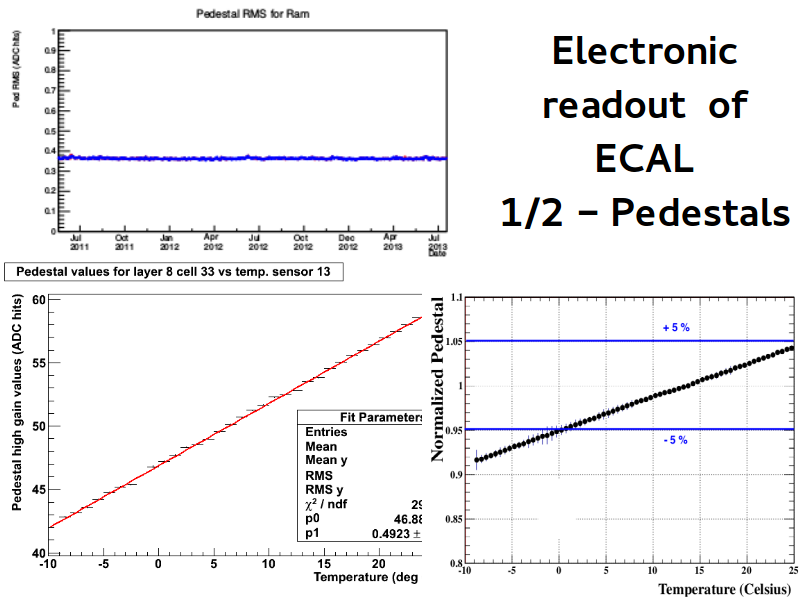 Pedestal RMS for Ram
Ped RMS (ADC hits)
1
0.9
0.8
0.7
0.6
0.5
0.4
0.3
0.2
0.1
0
Jul 2011
Oct 2011
Jan 2012
Apr 2012
Jul 2012
Oct 2012
Dec 2012
Apr 2013
Jul 2013
Date
Electronic
readout of
ECAL
1/2 - Pedestals
Pedestal values for layer 8 cell 33 vs temp. sensor 13
Pedestal high gain values (ADC hits)
60
55
50
45
40
-10
-5
0
5
10
15
20
Temperature (deg
Fit Parameters
Entries
Mean
Mean y
RMS
RMS y
χ² / ndf 29
p0 46.88
p1 0.4923 ±
Normalized Pedestal
1.1
1.05
1
0.95
0.9
0.85
0.8
+ 5 %
- 5 %
-10
-5
0
5
10
15
20
25
Temperature (Celsius)